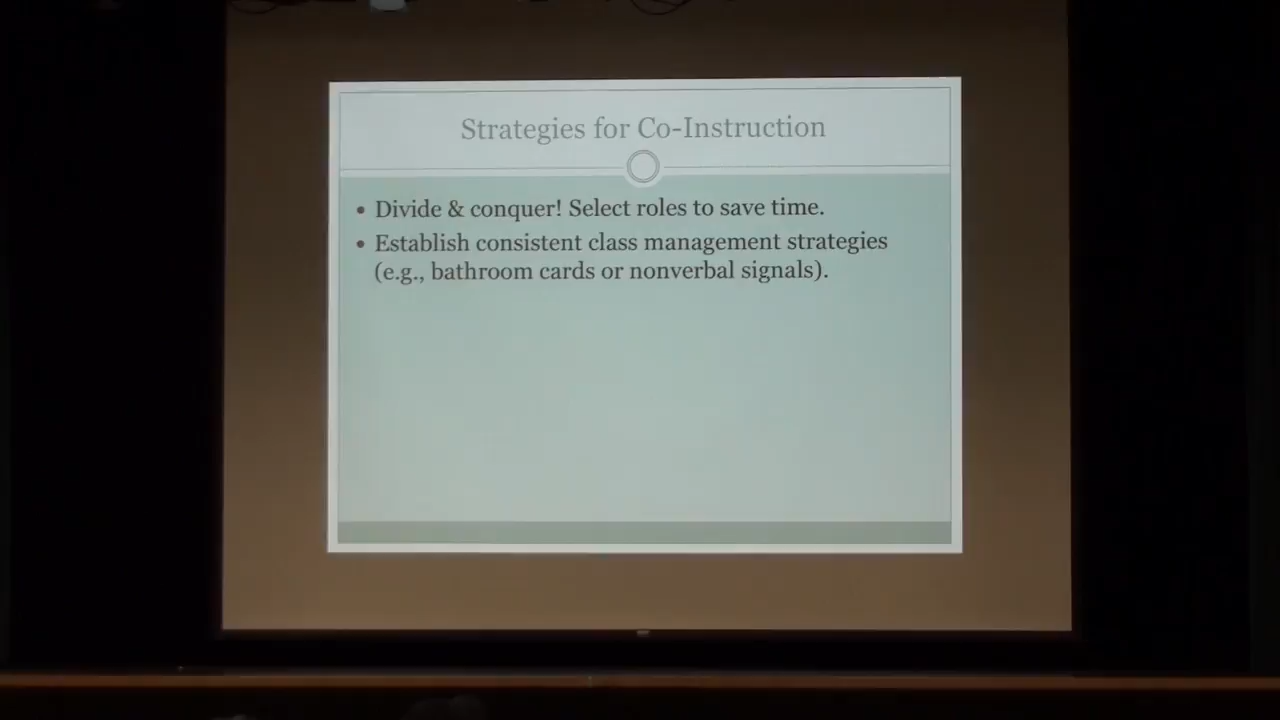 Strategies for Co-Instruction
• Divide & conquer! Select roles to save time.
• Establish consistent class management strategies
(e.g., bathroom cards or nonverbal signals).